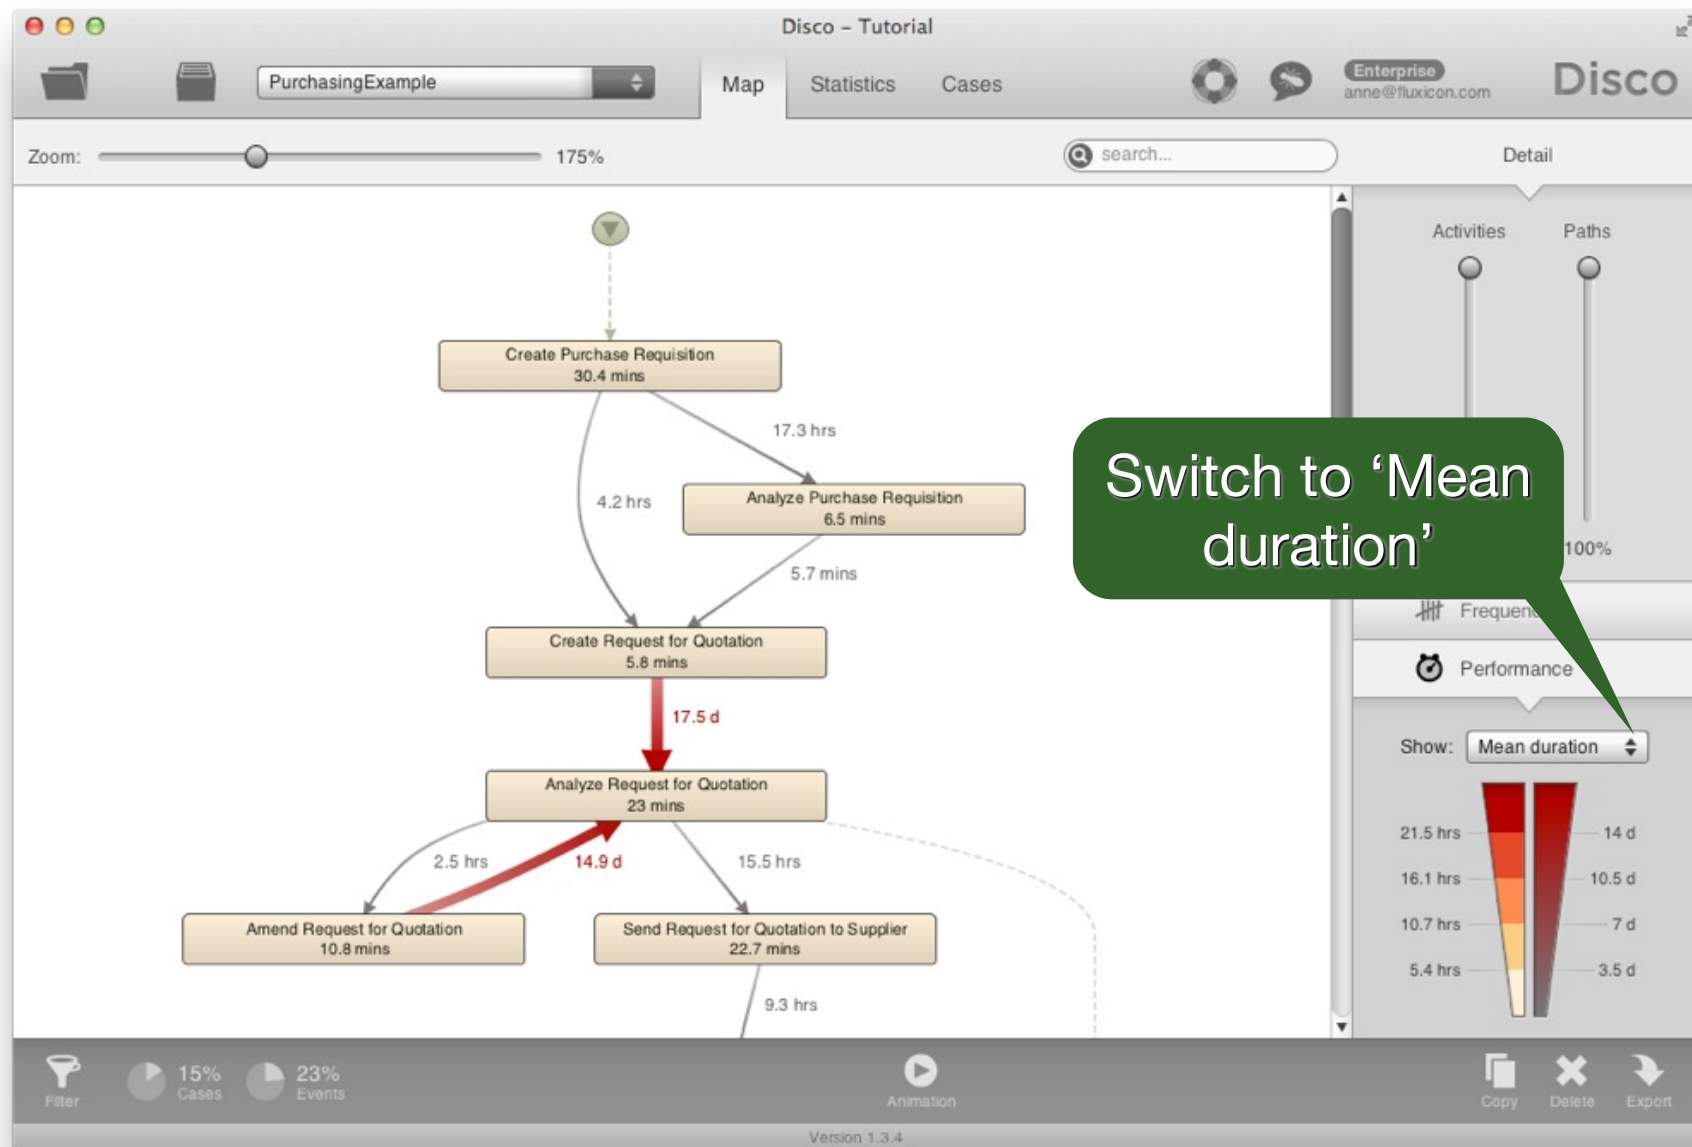 Disco – Tutorial
PurchasingExample
Map
Statistics
Cases
Enterprise
anne@fluxicon.com
Disco
Zoom:
175%
search...
Detail
Activities
Paths
Create Purchase Requisition
30.4 mins
17.3 hrs
4.2 hrs
Analyze Purchase Requisition
6.5 mins
5.7 mins
Switch to ‘Mean
duration’
100%
Create Request for Quotation
5.8 mins
17.5 d
Performance
Show:
Mean duration
Analyze Request for Quotation
23 mins
2.5 hrs
14.9 d
15.5 hrs
21.5 hrs
14 d
16.1 hrs
10.5 d
10.7 hrs
7 d
5.4 hrs
3.5 d
Amend Request for Quotation
10.8 mins
Send Request for Quotation to Supplier
22.7 mins
9.3 hrs
Filter
15%
Cases
23%
Events
Animation
Copy
Delete
Export
Version 1.3.4